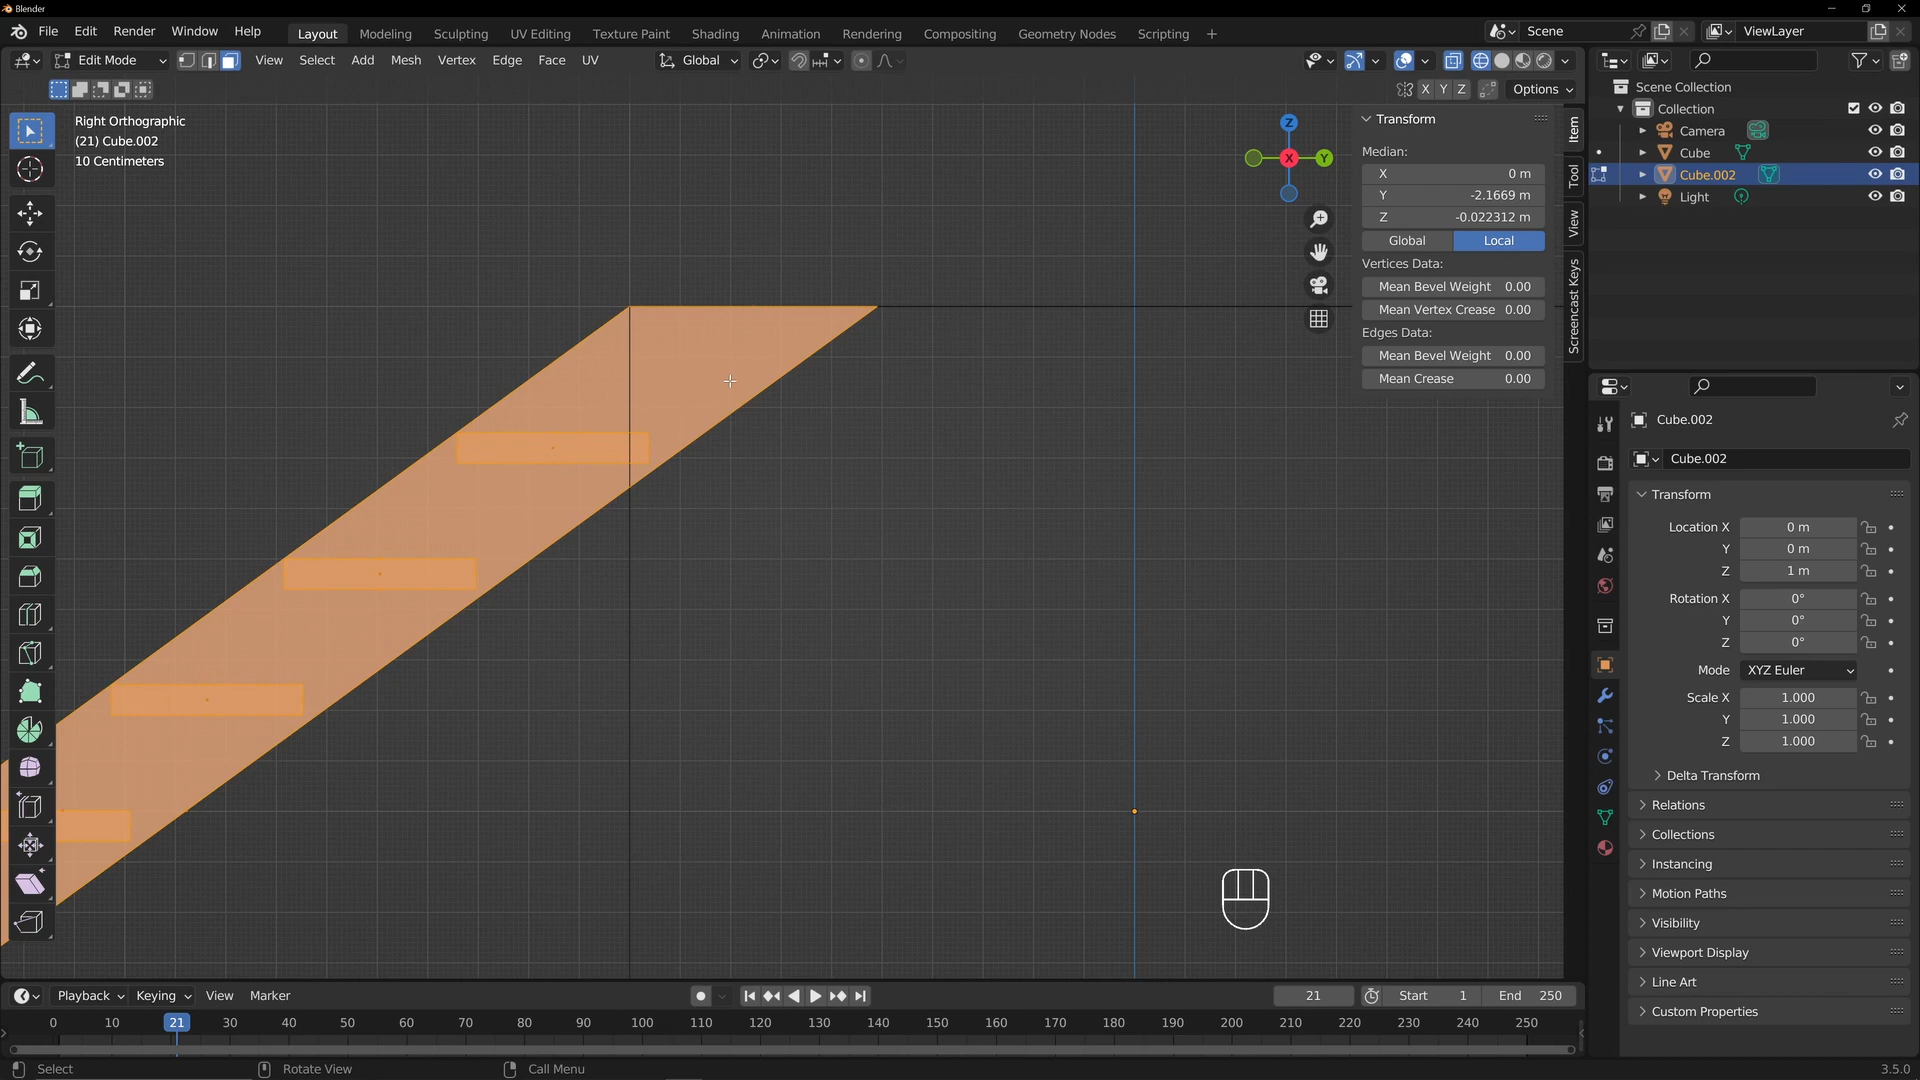 Blender
File Edit Render Window Help
Layout Modeling Sculpting UV Editing Texture Paint Shading Animation Rendering Compositing Geometry Nodes Scripting +
Scene
ViewLayer
Edit Mode View Select Add Mesh Vertex Edge Face UV
Global
X Y Z Options
Right Orthographic
(21) Cube.002
10 Centimeters
Z
X
Y
Transform
Median:
X 0 m
Y -2.1669 m
Z -0.022312 m
Global Local
Vertices Data:
Mean Bevel Weight 0.00
Mean Vertex Crease 0.00
Edges Data:
Mean Bevel Weight 0.00
Mean Crease 0.00
Item
Tool
View
Screencast Keys
Scene Collection
Collection
Camera
Cube
Cube.002
Light
Cube.002
Cube.002
Transform
Location X 0 m
Y 0 m
Z 1 m
Rotation X 0°
Y 0°
Z 0°
Mode XYZ Euler
Scale X 1.000
Y 1.000
Z 1.000
Delta Transform
Relations
Collections
Instancing
Motion Paths
Visibility
Viewport Display
Line Art
Custom Properties
Playback Keying View Marker
21 Start 1 End 250
0 10 21 30 40 50 60 70 80 90 100 110 120 130 140 150 160 170 180 190 200 210 220 230 240 250
Select Rotate View Call Menu
3.5.0